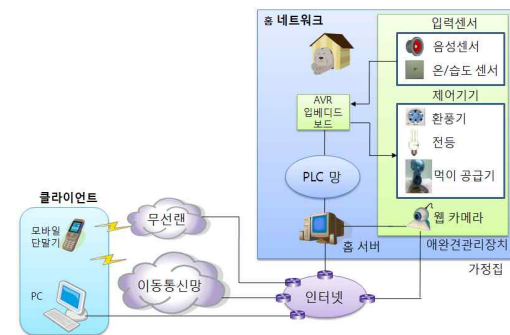 홈 네트워크
입력센서
음성센서
온/습도 센서
AVR
임베디드
보드
제어기기
환풍기
전등
먹이 공급기
PLC 망
웹 카메라
홈 서버
애완견관리장치
가정집
클라이언트
모바일
단말기
무선랜
PC
이동통신망
인터넷